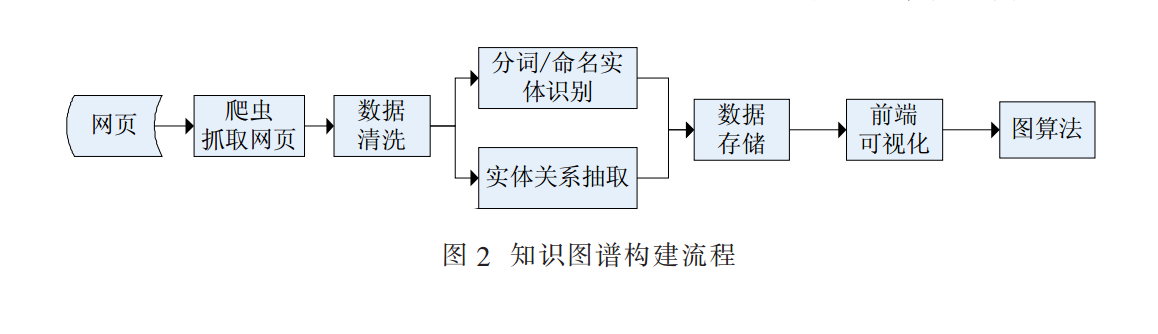 网页
爬虫
抓取网页
数据
清洗
分词/命名实
体识别
实体关系抽取
数据
存储
前端
可视化
图算法
图 2 知识图谱构建流程